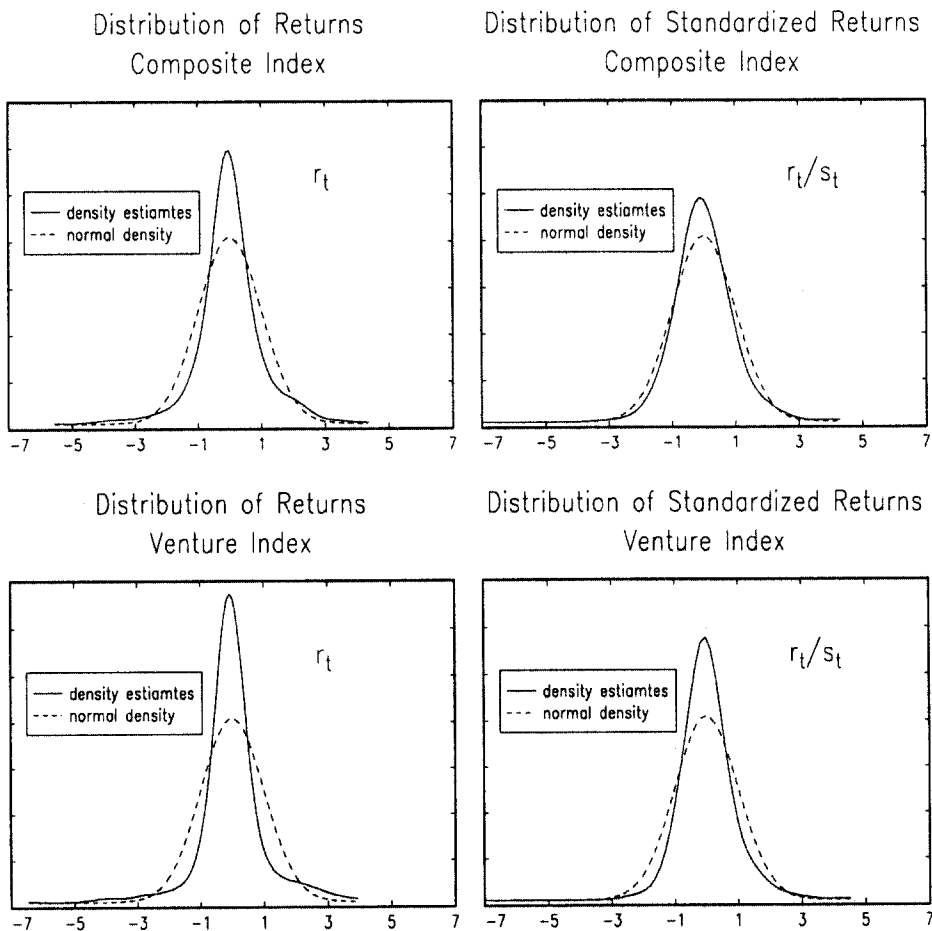 Distribution of Returns
Composite Index
r_t
density estiamtes
normal density
-7 -5 -3 -1 1 3 5 7
Distribution of Standardized Returns
Composite Index
r_t/s_t
density estiamtes
normal density
-7 -5 -3 -1 1 3 5 7
Distribution of Returns
Venture Index
r_t
density estiamtes
normal density
-7 -5 -3 -1 1 3 5 7
Distribution of Standardized Returns
Venture Index
r_t/s_t
density estiamtes
normal density
-7 -5 -3 -1 1 3 5 7